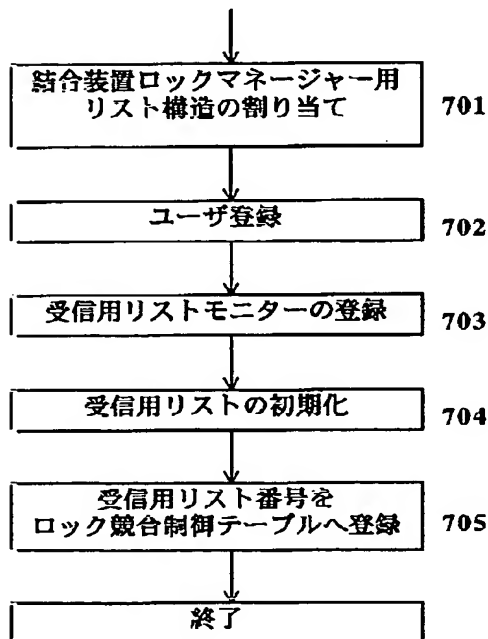 結合装置ロックマネージャー用
リスト構造の割り当て
701
ユーザ登録
702
受信用リストモニターの登録
703
受信用リストの初期化
704
受信用リスト番号を
ロック競合制御テーブルへ登録
705
終了